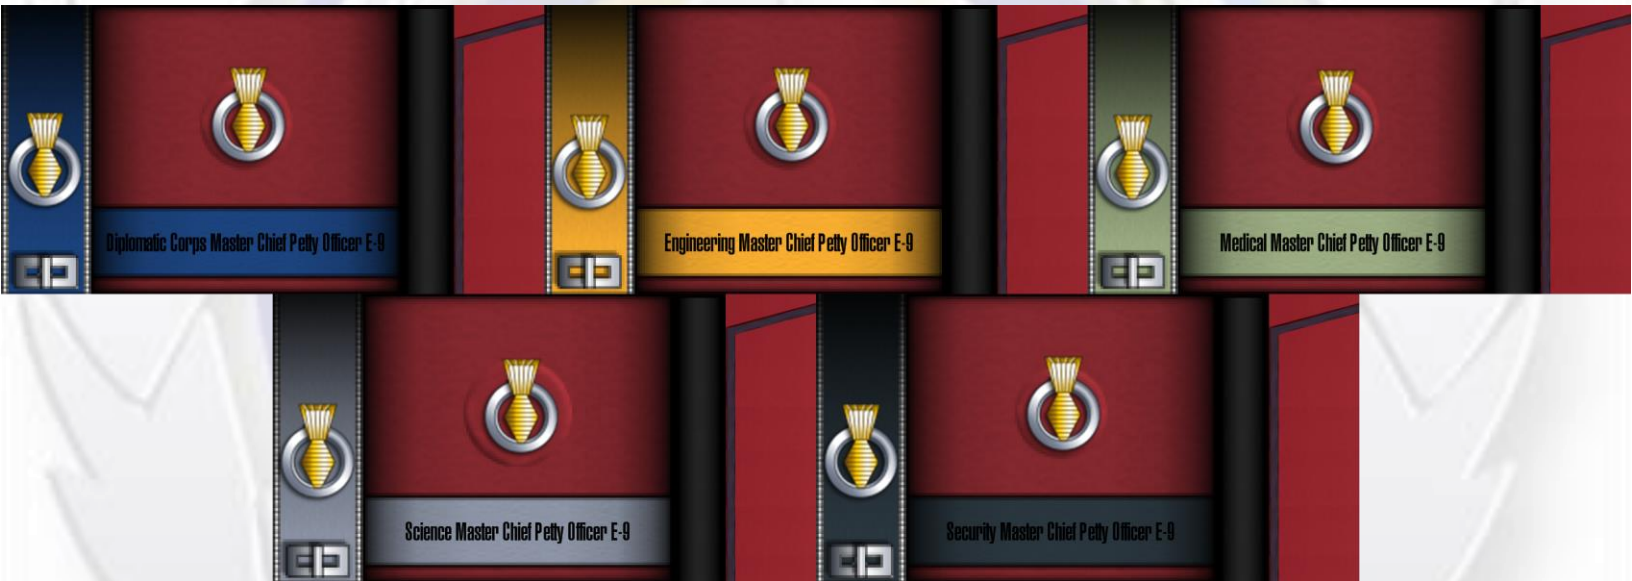 Diplomatic Corps Master Chief Petty Officer E-9
Engineering Master Chief Petty Officer E-9
Medical Master Chief Petty Officer E-9
Science Master Chief Petty Officer E-9
Security Master Chief Petty Officer E-9